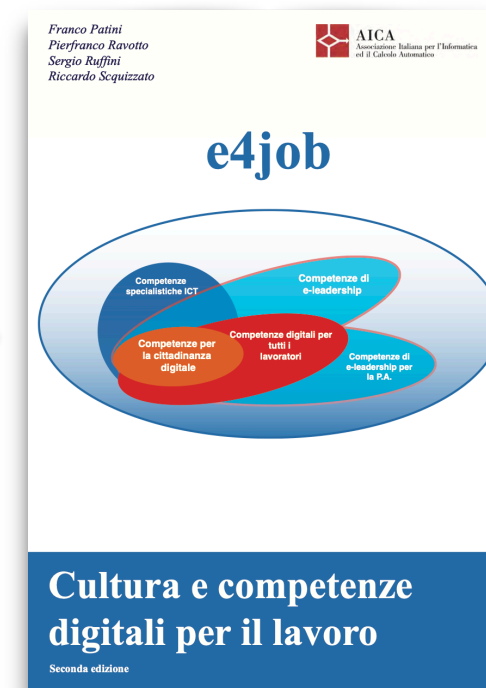 Franco Patini
Pierfranco Ravotto
Sergio Ruffini
Riccardo Scquizzato
AICA
Associazione Italiana per l'Informatica
ed il Calcolo Automatico
e4job
Competenze
specialistiche ICT
Competenze di
e-leadership
Competenze per
la cittadinanza
digitale
Competenze digitali per
tutti i
lavoratori
Competenze di
e-leadership per
la P.A.
Cultura e competenze
digitali per il lavoro
Seconda edizione